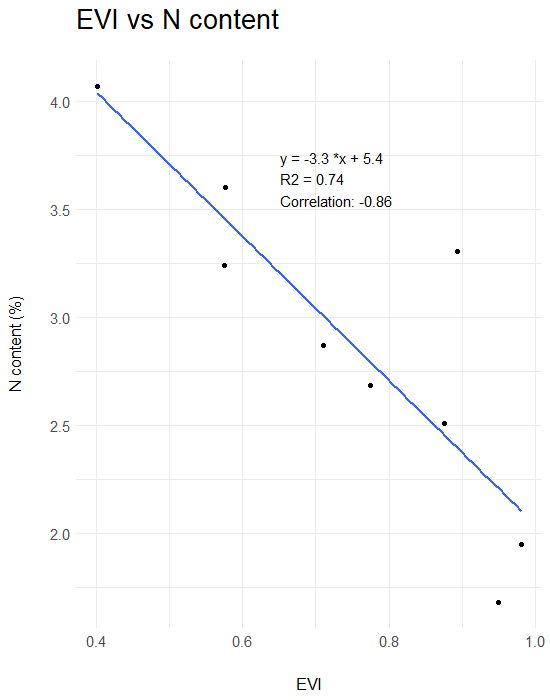 EVI vs N content
4.0
3.5
3.0
2.5
2.0
y = -3.3 *x + 5.4
R2 = 0.74
Correlation: -0.86
N content (%)
0.4 0.6 0.8 1.0
EVI